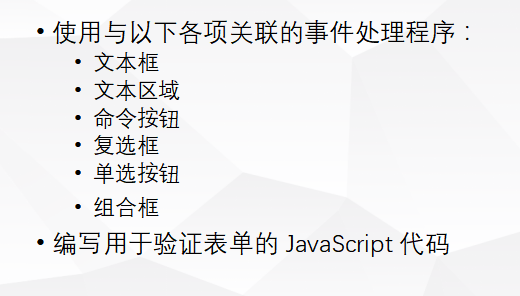 • 使用与以下各项关联的事件处理程序：
• 文本框
• 文本区域
• 命令按钮
• 复选框
• 单选按钮
• 组合框
• 编写用于验证表单的 JavaScript 代码